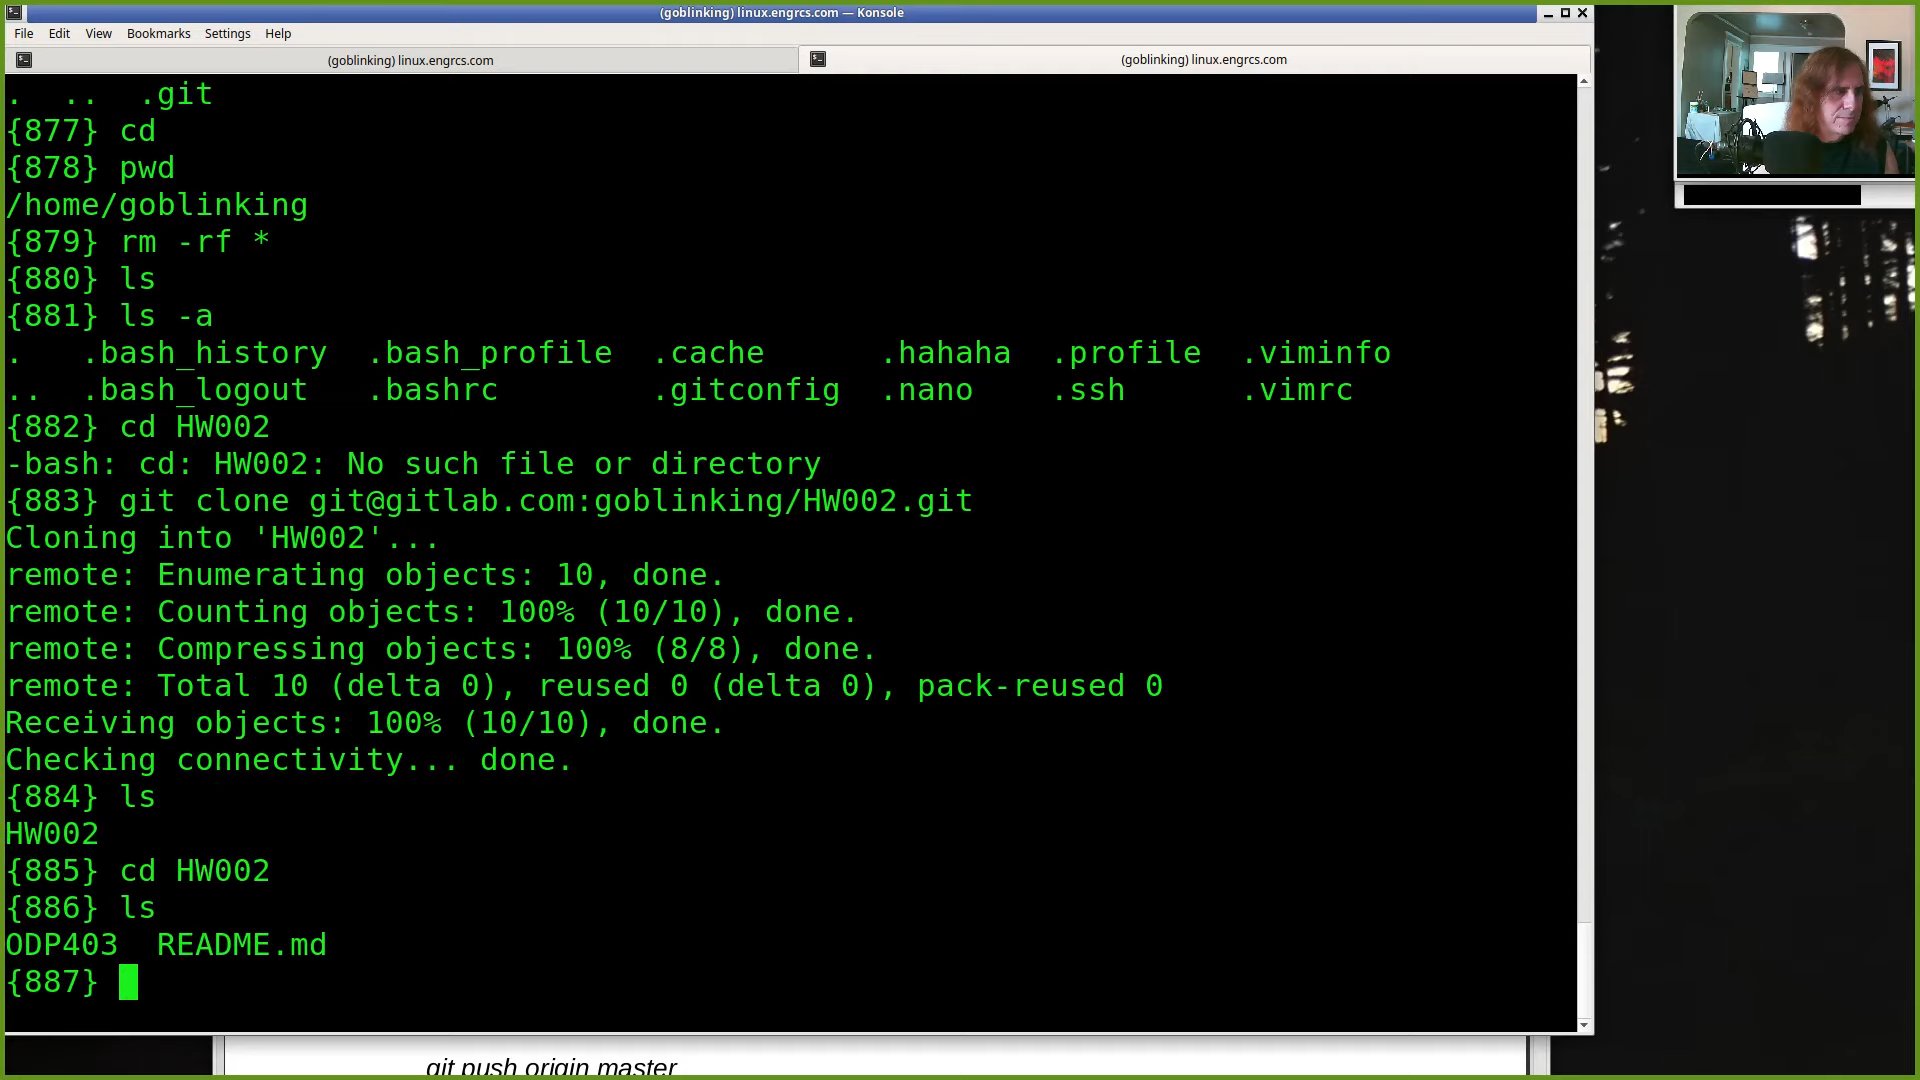 (goblinking) linux.engrcs.com — Konsole
File Edit View Bookmarks Settings Help
(goblinking) linux.engrcs.com (goblinking) linux.engrcs.com
. .. .git
{877} cd
{878} pwd
/home/goblinking
{879} rm -rf *
{880} ls
{881} ls -a
. .bash_history .bash_profile .cache .hahaha .profile .viminfo
.. .bash_logout .bashrc .gitconfig .nano .ssh .vimrc
{882} cd HW002
-bash: cd: HW002: No such file or directory
{883} git clone git@gitlab.com:goblinking/HW002.git
Cloning into 'HW002'...
remote: Enumerating objects: 10, done.
remote: Counting objects: 100% (10/10), done.
remote: Compressing objects: 100% (8/8), done.
remote: Total 10 (delta 0), reused 0 (delta 0), pack-reused 0
Receiving objects: 100% (10/10), done.
Checking connectivity... done.
{884} ls
HW002
{885} cd HW002
{886} ls
ODP403 README.md
{887}
git push origin master